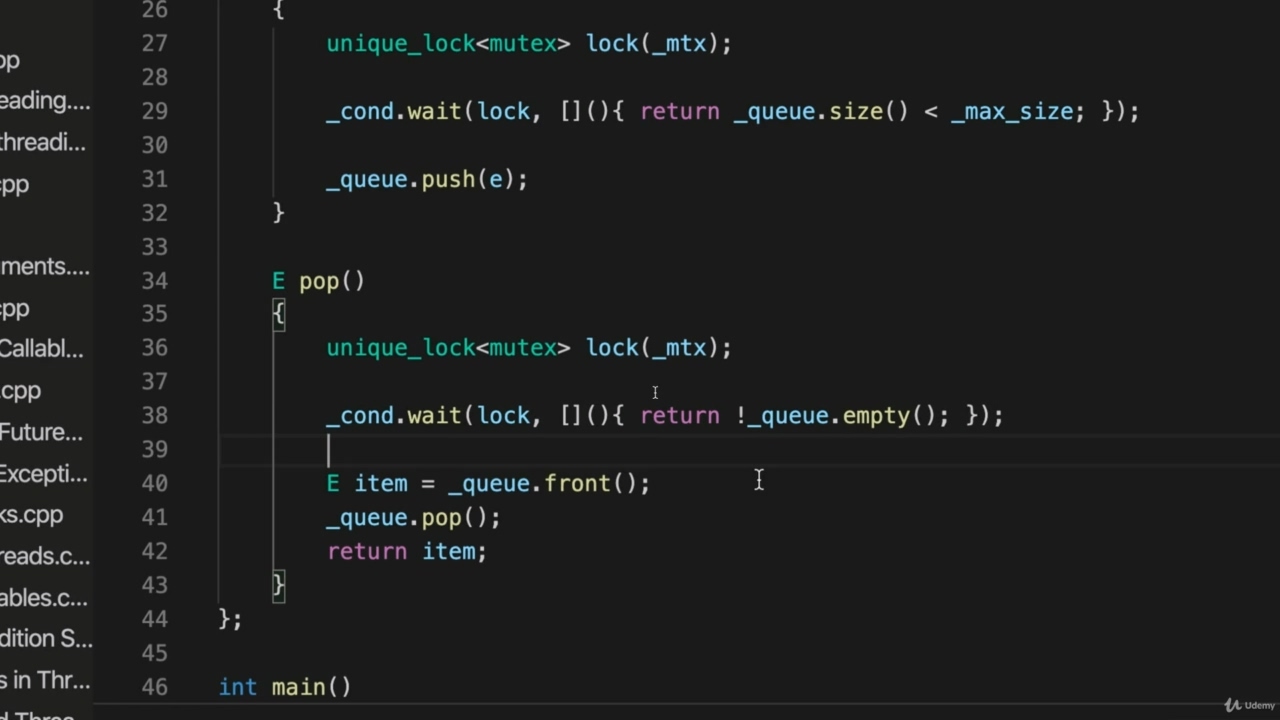 26 {
pp
27 unique_lock<mutex> lock(_mtx);
28
eading....
29 _cond.wait(lock, [](){ return _queue.size() < _max_size; });
threadi...
30
cpp
31 _queue.push(e);
32 }
33
ments....
34 E pop()
cpp
35 {
Callabl...
36 unique_lock<mutex> lock(_mtx);
37
.cpp
38 _cond.wait(lock, [](){ return !_queue.empty(); });
Future...
39
Excepti...
40 E item = _queue.front();
ks.cpp
41 _queue.pop();
reads.c...
42 return item;
43 }
ables.c...
44 };
dition S...
45
s in Thr...
46 int main()
Udemy